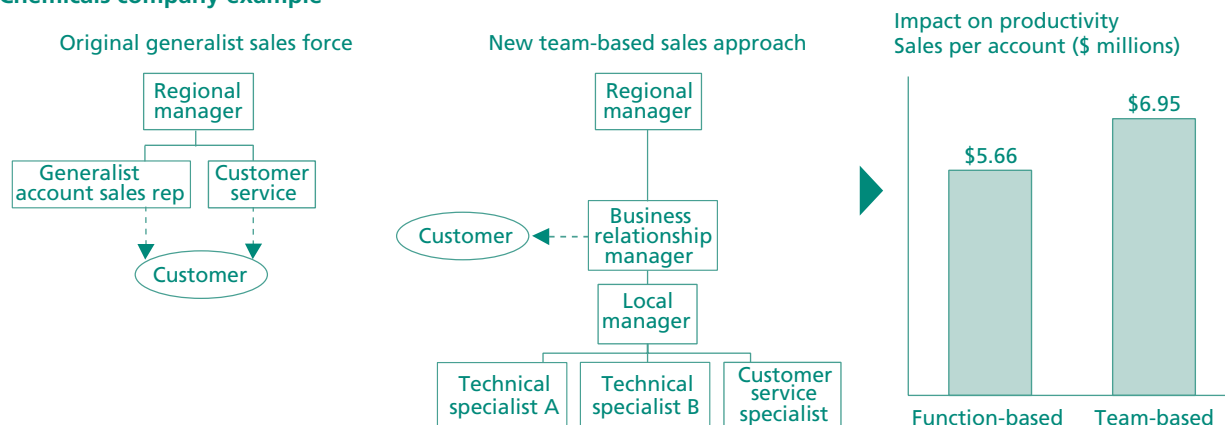 Chemicals company example
Original generalist sales force
Regional
manager
Generalist
account sales rep
Customer
service
Customer
New team-based sales approach
Regional
manager
Customer
Business
relationship
manager
Local
manager
Technical
specialist A
Technical
specialist B
Customer
service
specialist
Impact on productivity
Sales per account ($ millions)
$5.66
$6.95
Function-based
Team-based